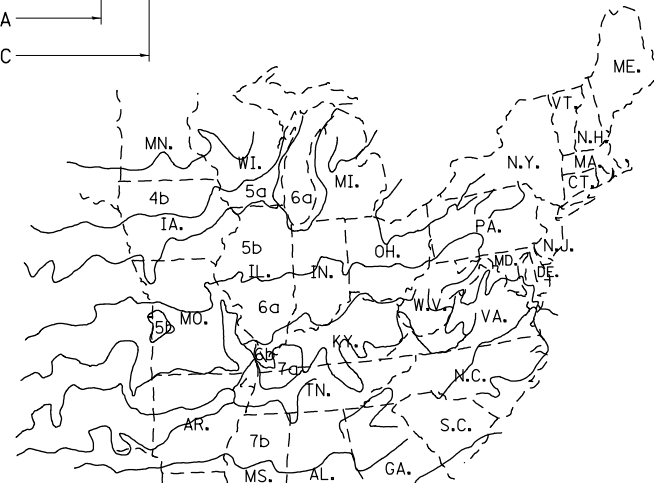 A
C
ME.
VT.
MN.
N.H.
WI.
N.Y.
MA.
MI.
CT.
4b
5a
6a
IA.
PA.
5b
OH.
N.J.
MD.
IL.
IN.
DE.
6a
W.V.
MO.
VA.
5b
KY.
6b
7a
N.C.
TN.
AR.
S.C.
7b
MS.
AL.
GA.